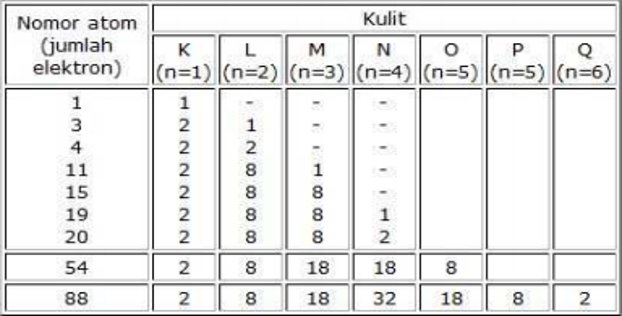 Nomor atom (jumlah elektron) Kulit
K (n=1) L (n=2) M (n=3) N (n=4) O (n=5) P (n=5) Q (n=6)
1 1 - - -
3 2 1 - -
4 2 2 - -
11 2 8 1 -
15 2 8 8 -
19 2 8 8 1
20 2 8 8 2
54 2 8 18 18 8
88 2 8 18 32 18 8 2